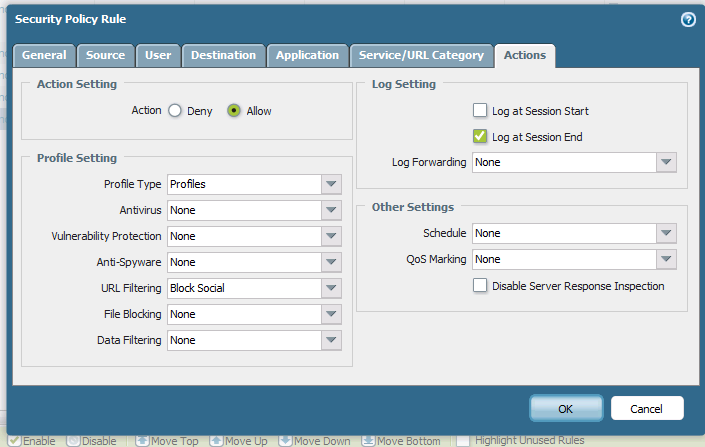 Security Policy Rule
General Source User Destination Application Service/URL Category Actions
Action Setting
Action Deny Allow
Profile Setting
Profile Type Profiles
Antivirus None
Vulnerability Protection None
Anti-Spyware None
URL Filtering Block Social
File Blocking None
Data Filtering None
Log Setting
Log at Session Start
Log at Session End
Log Forwarding None
Other Settings
Schedule None
QoS Marking None
Disable Server Response Inspection
OK Cancel
Enable Disable Move Top Move Up Move Down Move Bottom Highlight Unused Rules